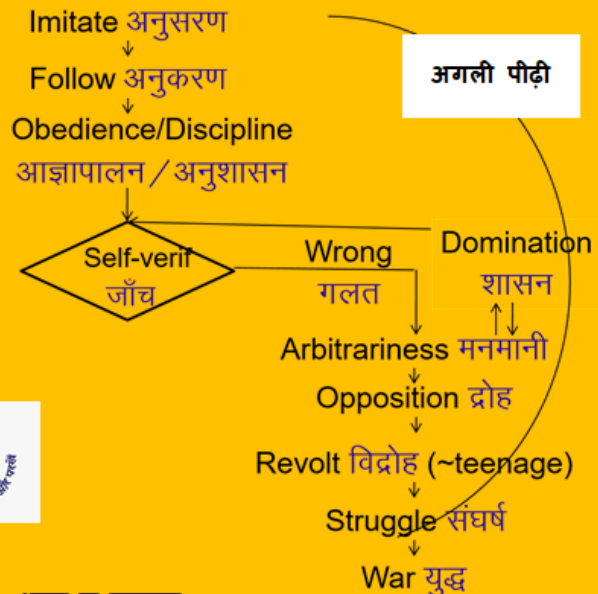 Imitate अनुसरण
अगली पीढ़ी
Follow अनुकरण
Obedience/Discipline
आज्ञापालन / अनुशासन
Self-verif
जाँच
Wrong
गलत
Domination
शासन
Arbitrariness मनमानी
Opposition द्रोह
Revolt विद्रोह (~teenage)
Struggle संघर्ष
War युद्ध